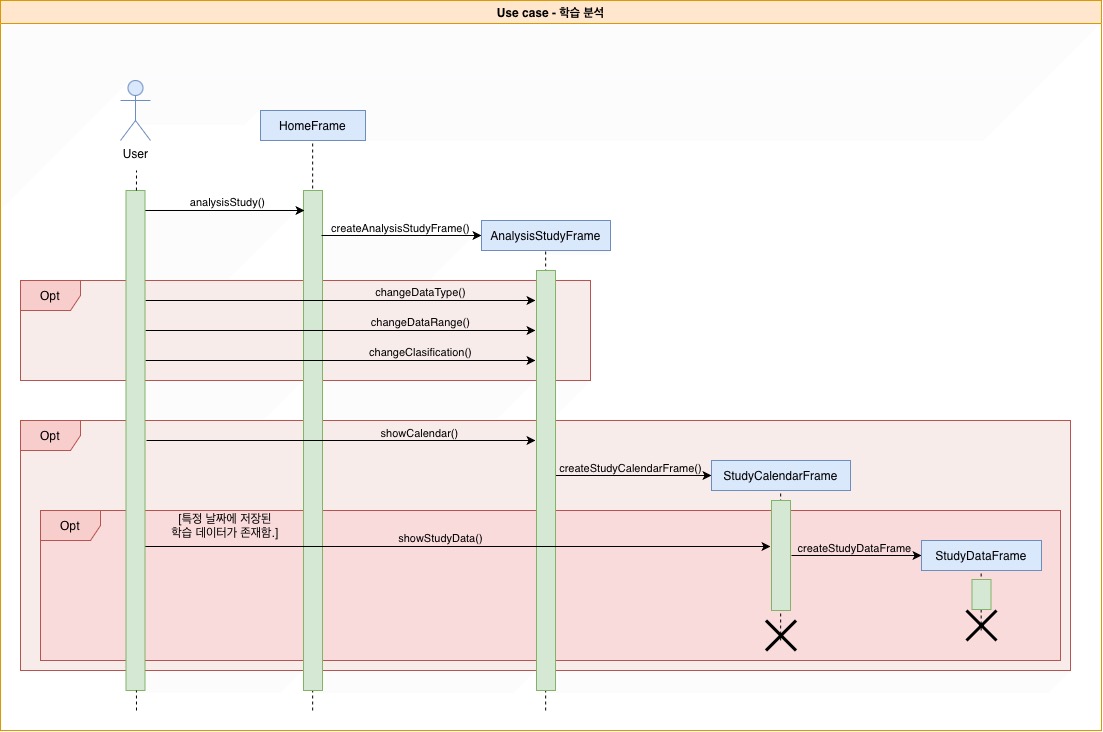 Use case - 학습 분석
User
HomeFrame
analysisStudy()
createAnalysisStudyFrame()
AnalysisStudyFrame
Opt
changeDataType()
changeDataRange()
changeClasification()
Opt
showCalendar()
createStudyCalendarFrame()
StudyCalendarFrame
Opt
[특정 날짜에 저장된
학습 데이터가 존재함.]
showStudyData()
createStudyDataFrame
StudyDataFrame